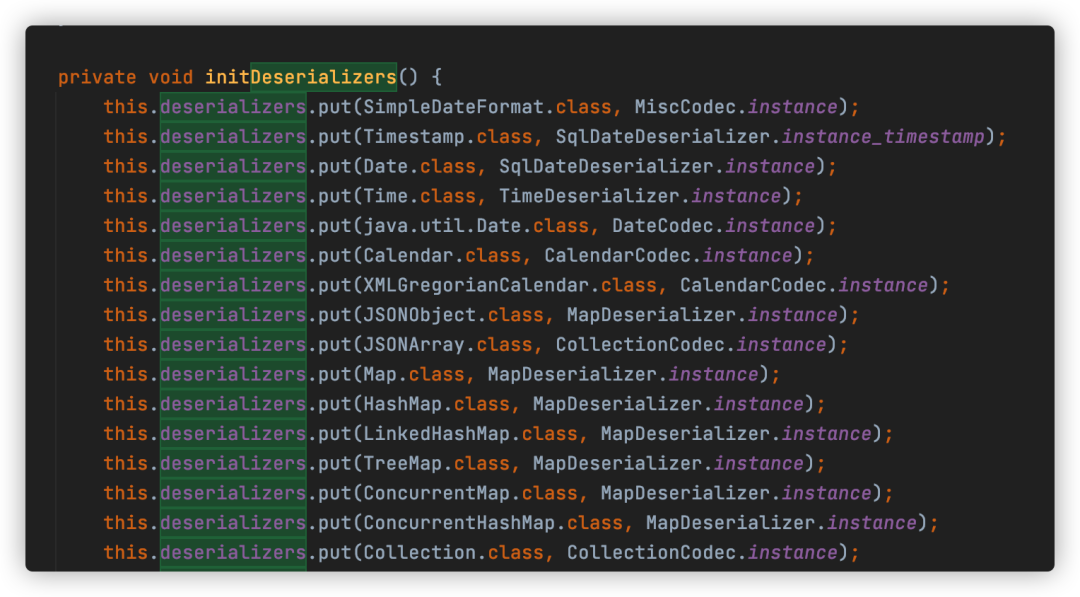 private void initDeserializers() {
this.deserializers.put(SimpleDateFormat.class, MiscCodec.instance);
this.deserializers.put(Timestamp.class, SqlDateDeserializer.instance_timestamp);
this.deserializers.put(Date.class, SqlDateDeserializer.instance);
this.deserializers.put(Time.class, TimeDeserializer.instance);
this.deserializers.put(java.util.Date.class, DateCodec.instance);
this.deserializers.put(Calendar.class, CalendarCodec.instance);
this.deserializers.put(XMLGregorianCalendar.class, CalendarCodec.instance);
this.deserializers.put(JSONObject.class, MapDeserializer.instance);
this.deserializers.put(JSONArray.class, CollectionCodec.instance);
this.deserializers.put(Map.class, MapDeserializer.instance);
this.deserializers.put(HashMap.class, MapDeserializer.instance);
this.deserializers.put(LinkedHashMap.class, MapDeserializer.instance);
this.deserializers.put(TreeMap.class, MapDeserializer.instance);
this.deserializers.put(ConcurrentMap.class, MapDeserializer.instance);
this.deserializers.put(ConcurrentHashMap.class, MapDeserializer.instance);
this.deserializers.put(Collection.class, CollectionCodec.instance);